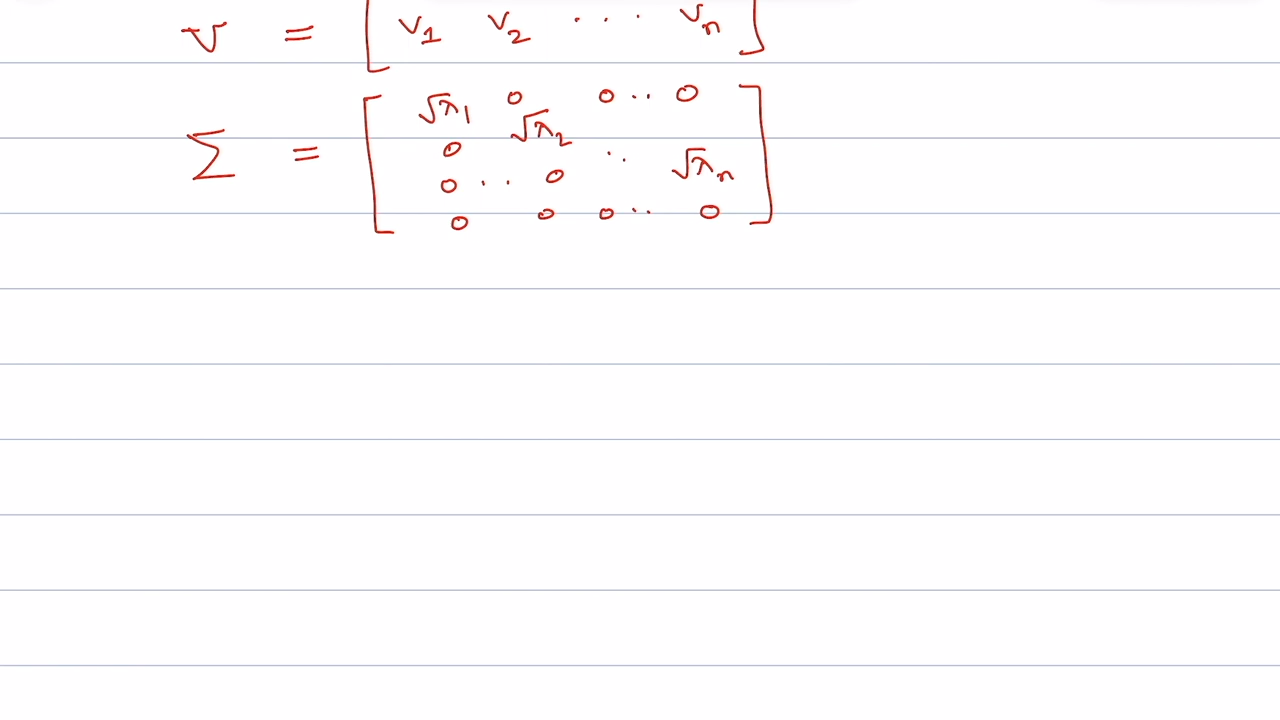 V = [ v₁ v₂ ... vₙ ]
Σ = [ √λ₁ 0 0 .. 0
0 √λ₂ .. √λₙ
0 .. 0
0 0 0 .. 0 ]